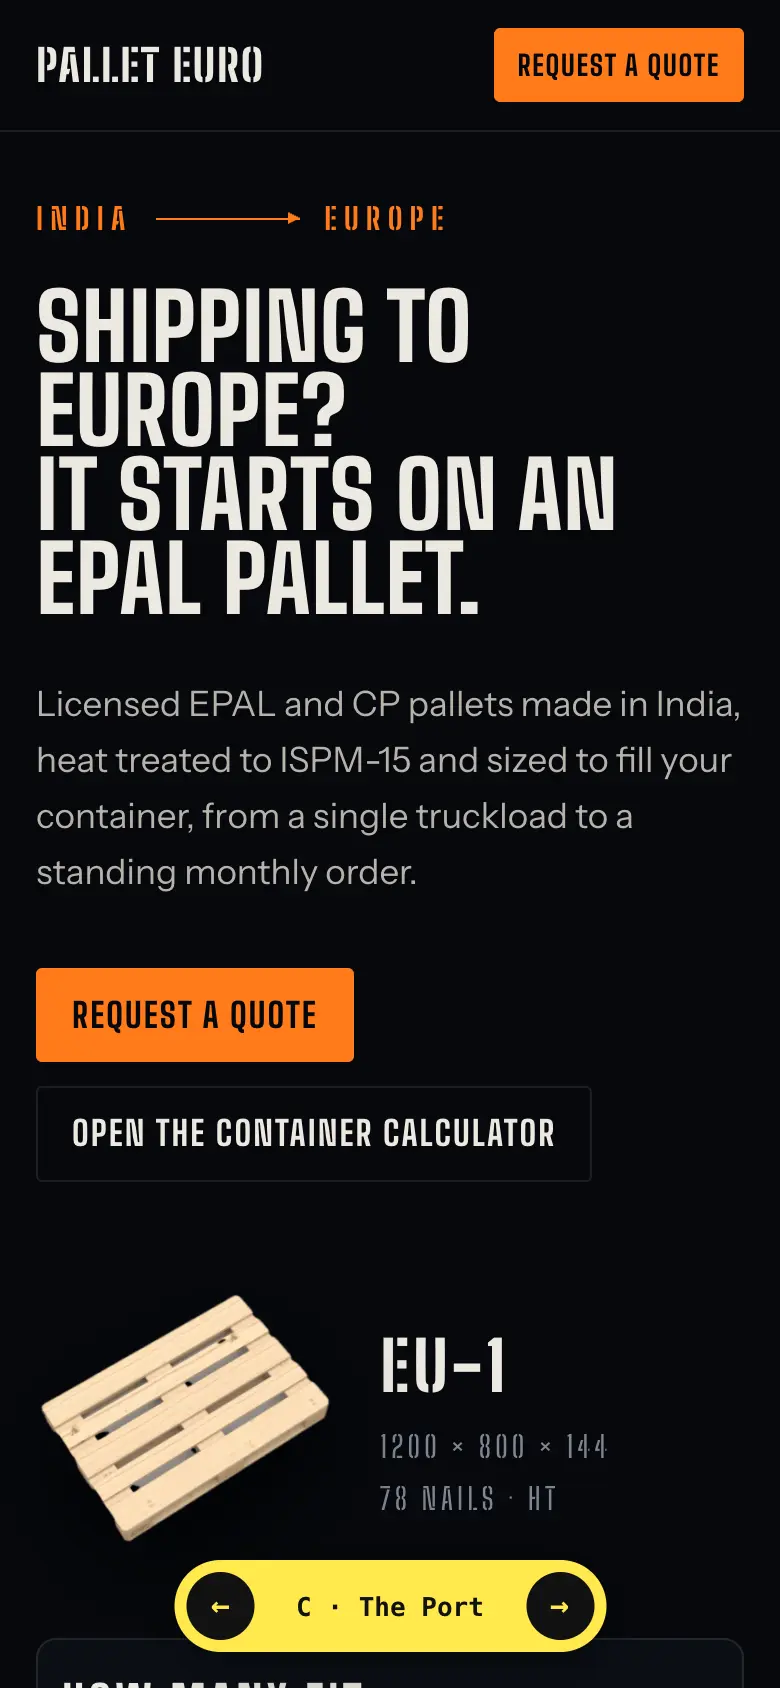 PALLET EURO
REQUEST A QUOTE
INDIA → EUROPE
SHIPPING TO
EUROPE?
IT STARTS ON AN
EPAL PALLET.
Licensed EPAL and CP pallets made in India,
heat treated to ISPM-15 and sized to fill your
container, from a single truckload to a
standing monthly order.
REQUEST A QUOTE
OPEN THE CONTAINER CALCULATOR
EU-1
1200 × 800 × 144
78 NAILS · HT
← C · The Port →